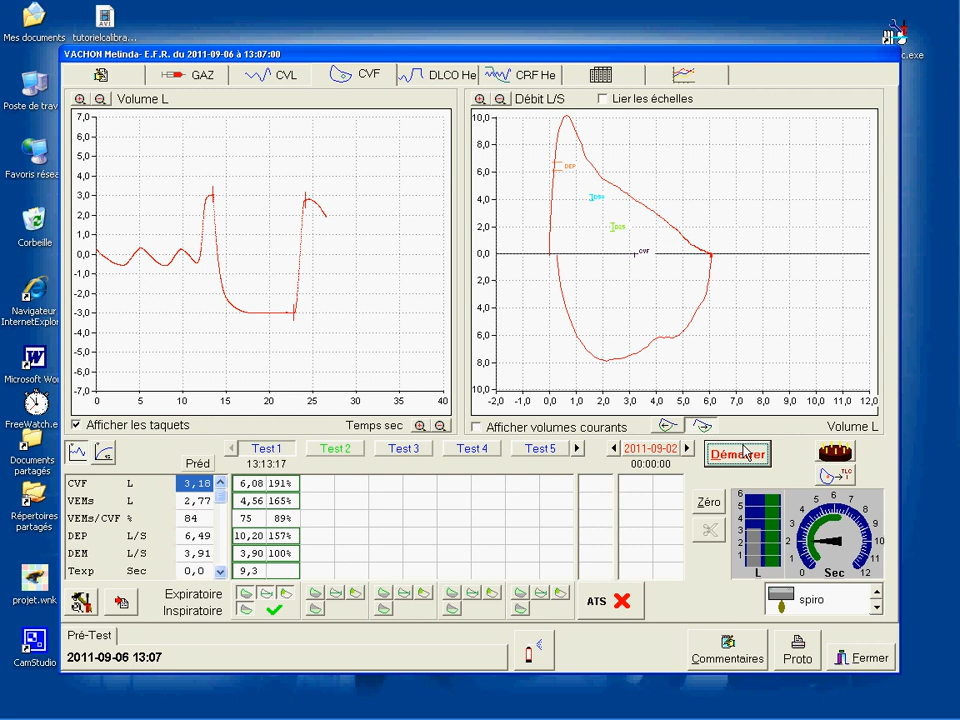 Mes documents
tutorielcalibra...
c.exe
Poste de trav
Favoris rése
Corbeille
Navigateur
InternetExplor
Microsoft Wo
FreeWatch.e
Documents
partagés
Répertoires
partagés
projet.wnk
CamStudio
VACHON Melinda- E.F.R. du 2011-09-06 à 13:07:00
GAZ CVL CVF DLCO He CRF He
Volume L
7,0
6,0
5,0
4,0
3,0
2,0
1,0
0,0
-1,0
-2,0
-3,0
-4,0
-5,0
-6,0
-7,0
0 5 10 15 20 25 30 35 40
Afficher les taquets Temps sec
Débit L/S Lier les échelles
10,0
8,0
6,0
4,0
2,0
0,0
2,0
4,0
6,0
8,0
10,0
DEP
CVF
-2,0 -1,0 0,0 1,0 2,0 3,0 4,0 5,0 6,0 7,0 8,0 9,0 10,0 11,0 12,0
Afficher volumes courants Volume L
Test 1 Test 2 Test 3 Test 4 Test 5 2011-09-02 Démarrer
Préd 13:13:17 00:00:00
CVF L 3,18 6,08 191%
VEMs L 2,77 4,56 165%
VEMs/CVF % 84 75 89%
DEP L/S 6,49 10,20 157%
DEM L/S 3,91 3,90 100%
Texp Sec 0,0 9,3
TLC
Zéro
6
5
4
3
2
1
L
0 1 2 3 4 5 6 7 8 9 10 11 12
Sec
Expiratoire
Inspiratoire
ATS
spiro
Pré-Test
2011-09-06 13:07
Commentaires Proto Fermer